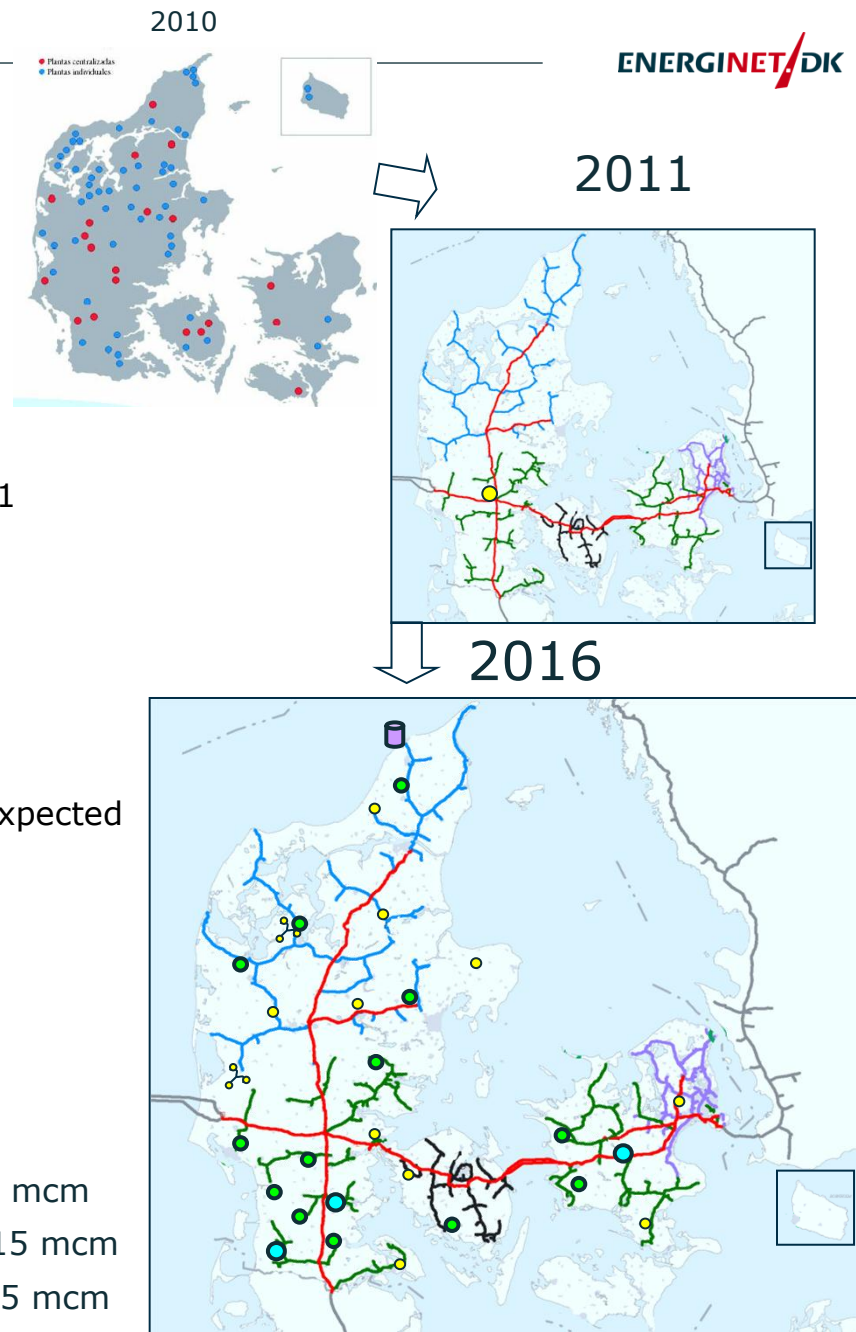 2010
Plantas centralizadas
Plantas individuales
ENERGINET/DK
2011
1
2016
xpected
mcm
15 mcm
5 mcm